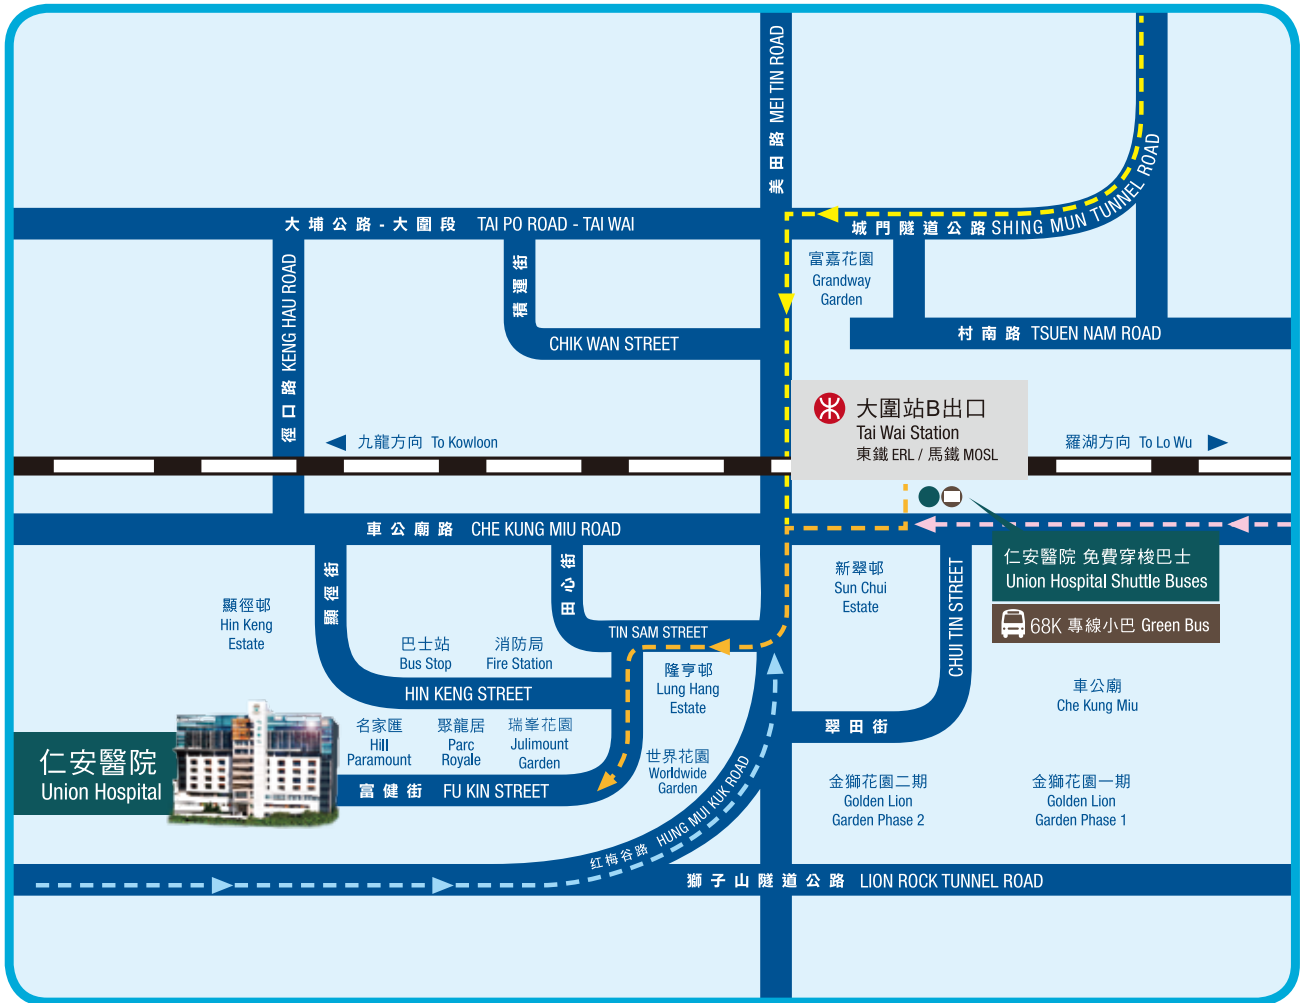 美田路 MEI TIN ROAD
大埔公路 - 大圍段 TAI PO ROAD - TAI WAI
城門隧道公路 SHING MUN TUNNEL ROAD
徑口路 KENG HAU ROAD
積運街
CHIK WAN STREET
富嘉花園
Grandway
Garden
村南路 TSUEN NAM ROAD
大圍站B出口
Tai Wai Station
東鐵 ERL / 馬鐵 MOSL
九龍方向 To Kowloon
羅湖方向 To Lo Wu
車公廟路 CHE KUNG MIU ROAD
仁安醫院 免費穿梭巴士
Union Hospital Shuttle Buses
68K 專線小巴 Green Bus
顯徑街
田心街
新翠邨
Sun Chui
Estate
CHUI TIN STREET
顯徑邨
Hin Keng
Estate
巴士站
Bus Stop
消防局
Fire Station
TIN SAM STREET
隆亨邨
Lung Hang
Estate
HIN KENG STREET
車公廟
Che Kung Miu
翠田街
名家匯
Hill
Paramount
聚龍居
Parc
Royale
瑞峯花園
Julimount
Garden
世界花園
Worldwide
Garden
仁安醫院
Union Hospital
富健街 FU KIN STREET
金獅花園二期
Golden Lion
Garden Phase 2
金獅花園一期
Golden Lion
Garden Phase 1
红梅谷路 HUNG MUI KUK ROAD
獅子山隧道公路 LION ROCK TUNNEL ROAD